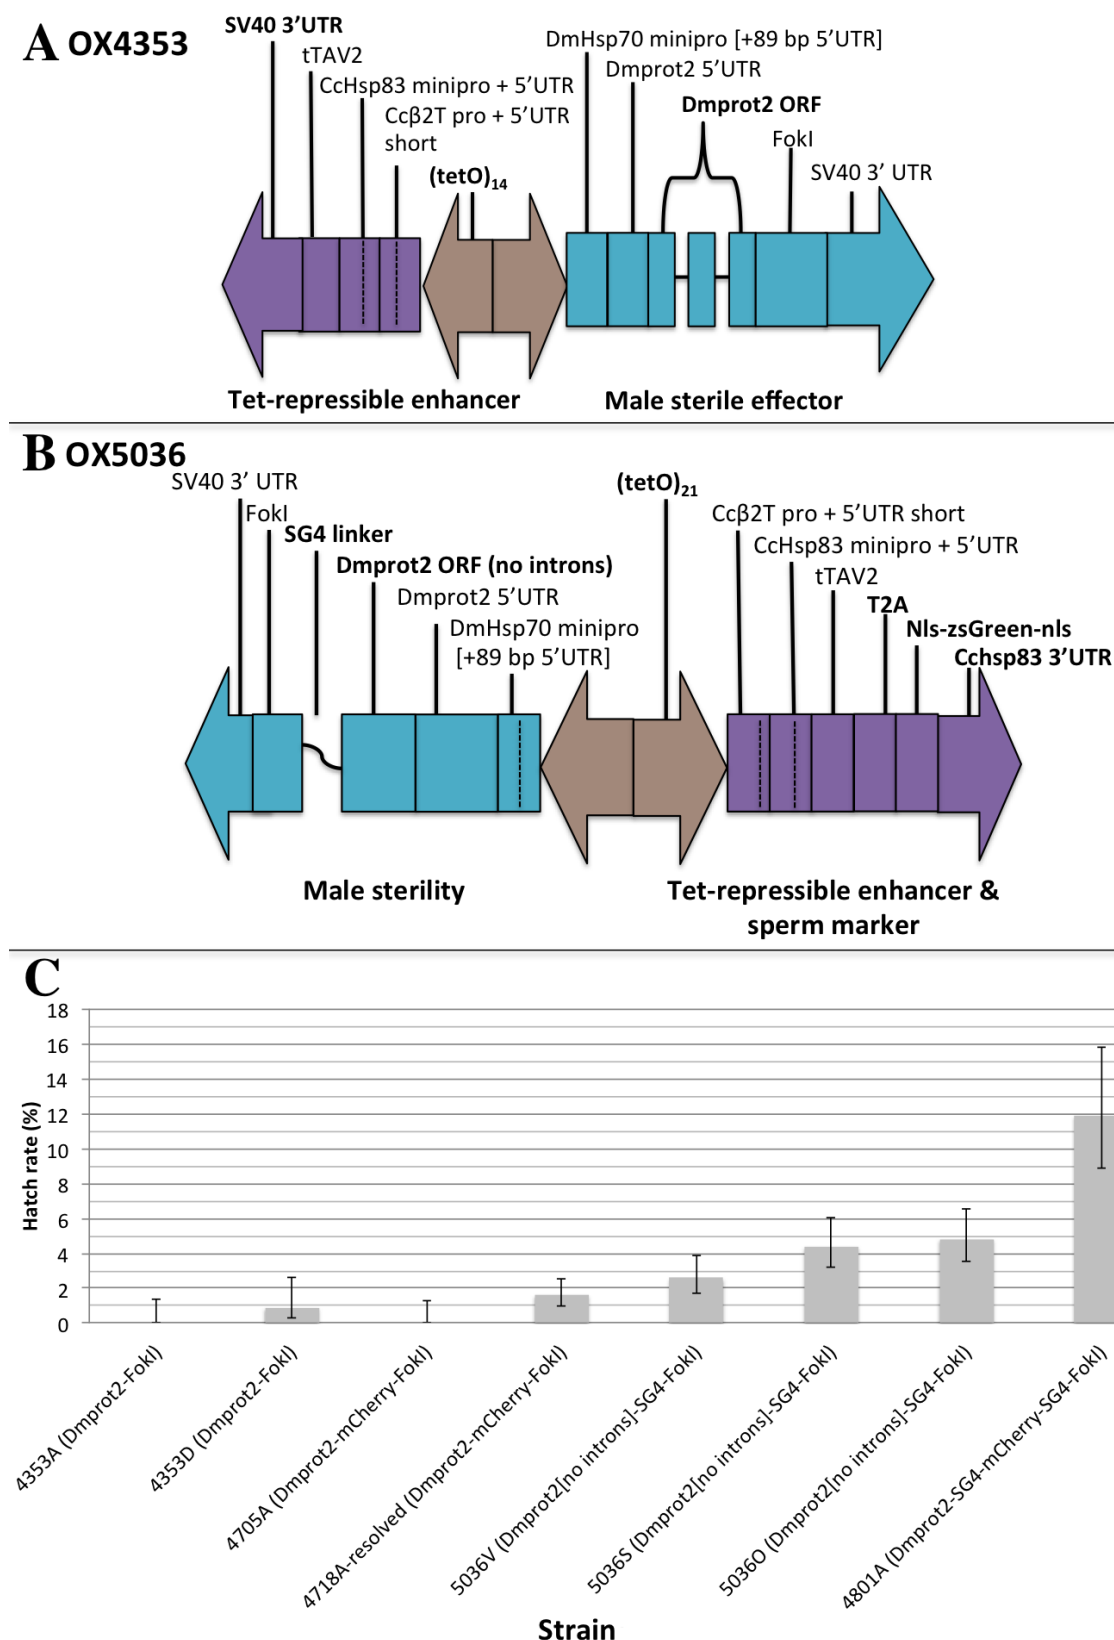 A OX4353
SV40 3'UTR
tTAV2
CcHsp83 minipro + 5'UTR
Ccβ2T pro + 5'UTR
short
(tetO)14
DmHsp70 minipro [+89 bp 5'UTR]
Dmprot2 5'UTR
Dmprot2 ORF
FokI
SV40 3' UTR
Tet-repressible enhancer
Male sterile effector
B OX5036
SV40 3' UTR
FokI
SG4 linker
Dmprot2 ORF (no introns)
Dmprot2 5'UTR
DmHsp70 minipro
[+89 bp 5'UTR]
(tetO)21
Ccβ2T pro + 5'UTR short
CcHsp83 minipro + 5'UTR
tTAV2
T2A
Nls-zsGreen-nls
Cchsp83 3'UTR
Male sterility
Tet-repressible enhancer &
sperm marker
C
18
16
14
12
10
8
6
4
2
0
Hatch rate (%)
4353A (Dmprot2-FokI)
4353D (Dmprot2-FokI)
4705A (Dmprot2-mCherry-FokI)
4718A-resolved (Dmprot2-mCherry-FokI)
5036V (Dmprot2[no introns]-SG4-FokI)
5036S (Dmprot2[no introns]-SG4-FokI)
5036O (Dmprot2[no introns]-SG4-FokI)
4801A (Dmprot2-SG4-mCherry-SG4-FokI)
Strain